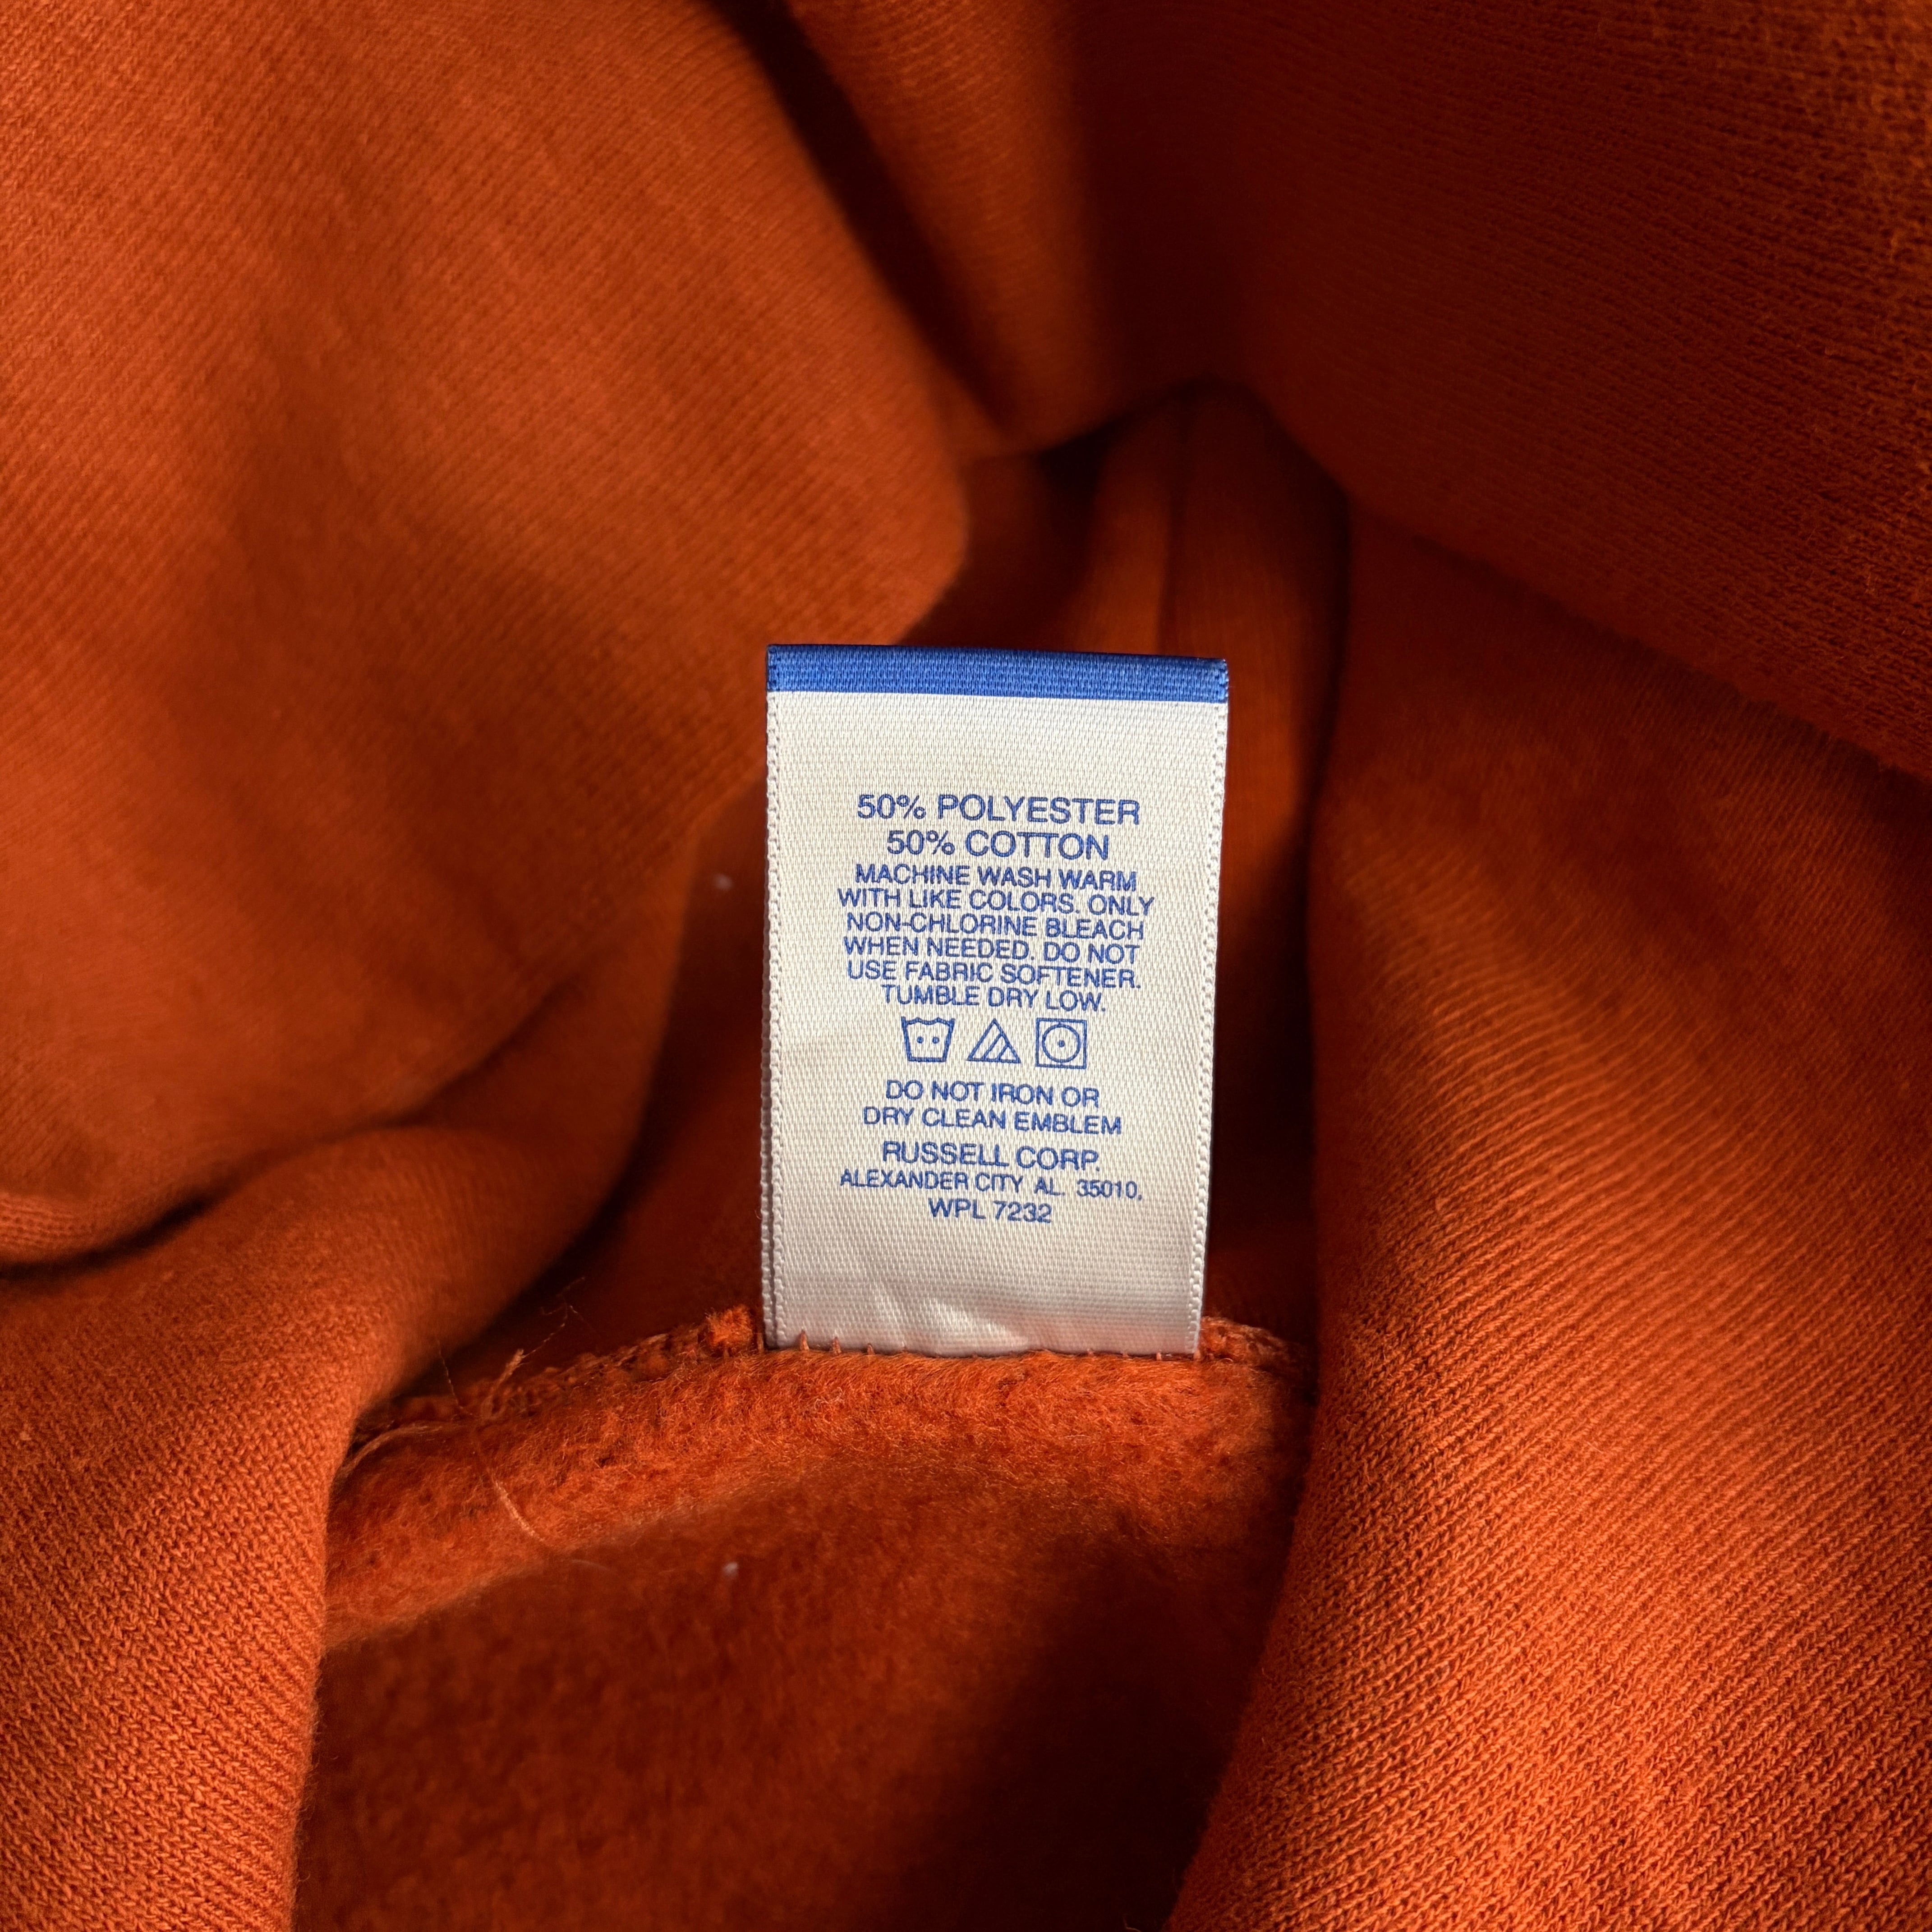 50% POLYESTER
50% COTTON
MACHINE WASH WARM
WITH LIKE COLORS. ONLY
NON-CHLORINE BLEACH
WHEN NEEDED. DO NOT
USE FABRIC SOFTENER.
TUMBLE DRY LOW.
DO NOT IRON OR
DRY CLEAN EMBLEM
RUSSELL CORP.
ALEXANDER CITY AL. 35010,
WPL 7232